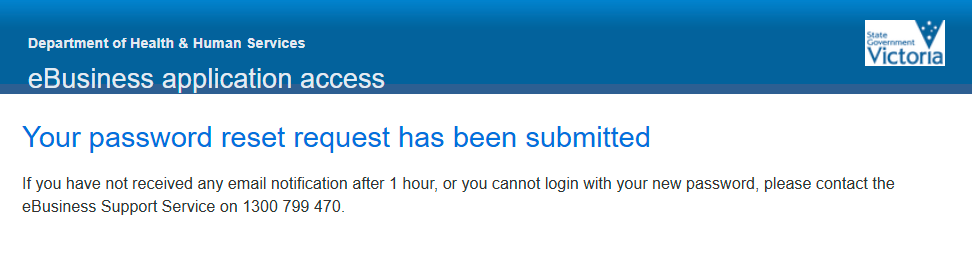 Department of Health & Human Services
State
Government
Victoria
eBusiness application access
Your password reset request has been submitted
If you have not received any email notification after 1 hour, or you cannot login with your new password, please contact the
eBusiness Support Service on 1300 799 470.